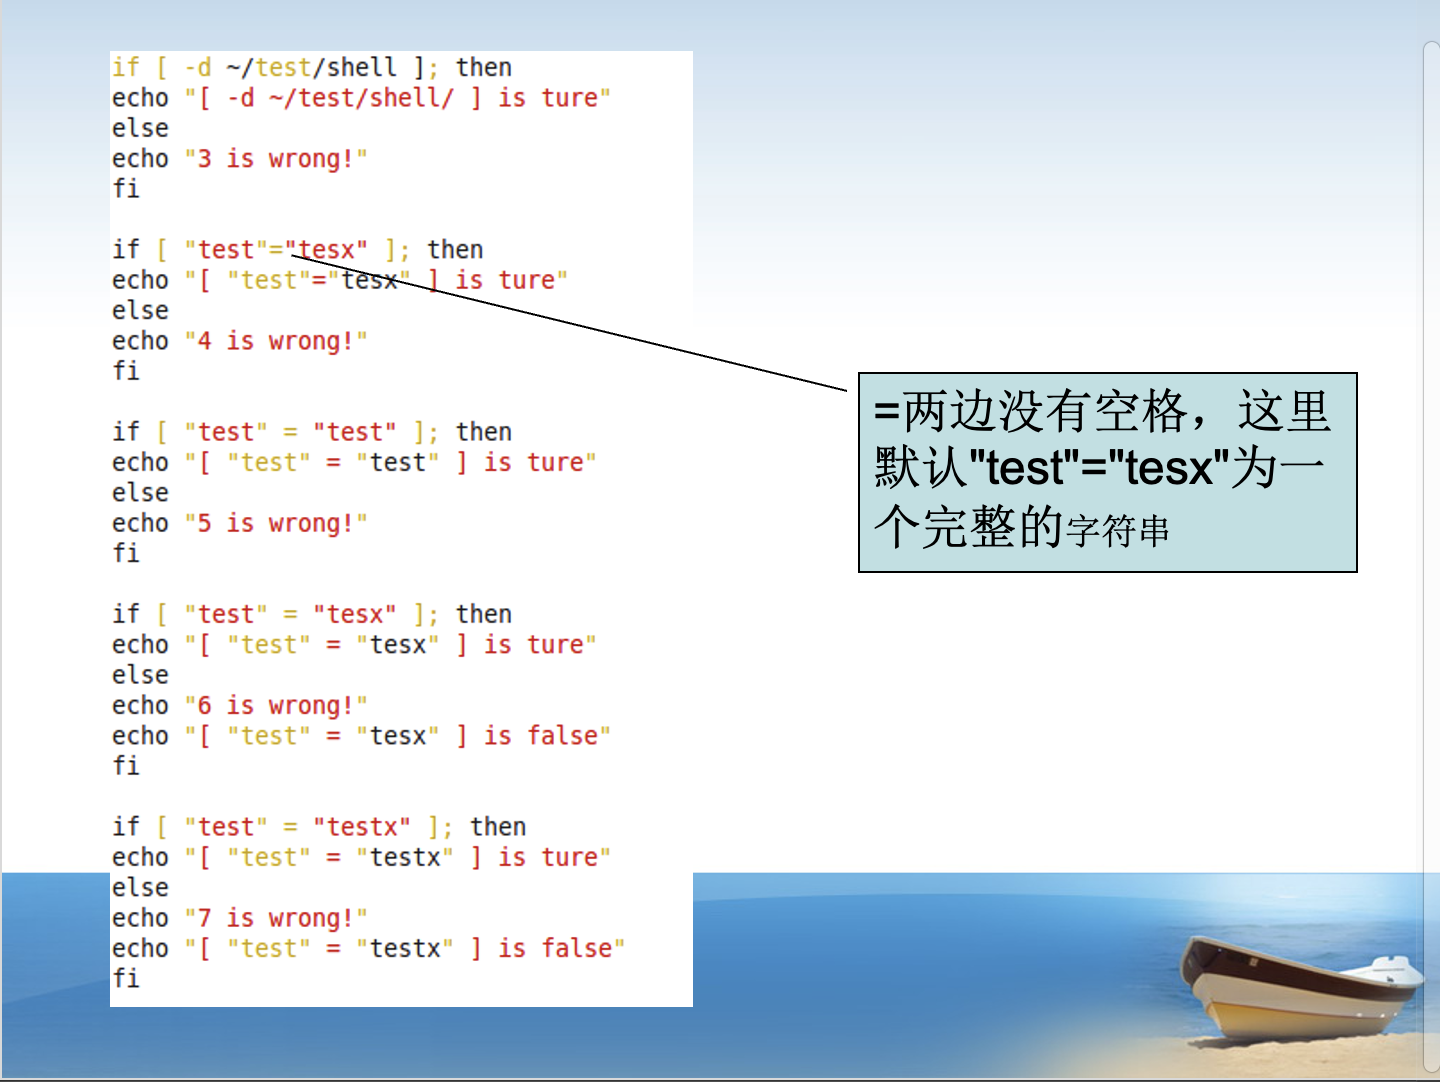 if [ -d ~/test/shell ]; then
echo "[ -d ~/test/shell/ ] is ture"
else
echo "3 is wrong!"
fi
if [ "test"="tesx" ]; then
echo "[ "test"="tesx" ] is ture"
else
echo "4 is wrong!"
fi
if [ "test" = "test" ]; then
echo "[ "test" = "test" ] is ture"
else
echo "5 is wrong!"
fi
if [ "test" = "tesx" ]; then
echo "[ "test" = "tesx" ] is ture"
else
echo "6 is wrong!"
echo "[ "test" = "tesx" ] is false"
fi
if [ "test" = "testx" ]; then
echo "[ "test" = "testx" ] is ture"
else
echo "7 is wrong!"
echo "[ "test" = "testx" ] is false"
fi
=两边没有空格，这里
默认"test"="tesx"为一
个完整的字符串